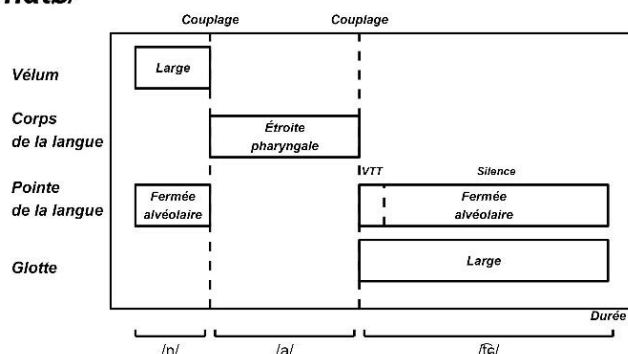 Couplage Couplage
Vélum Large
Corps
de la langue
Étroite
pharyngale
VTT Silence
Pointe
de la langue
Fermée
alvéolaire
Fermée
alvéolaire
Glotte Large
Durée
/n/ /a/ /t͡ɕ/